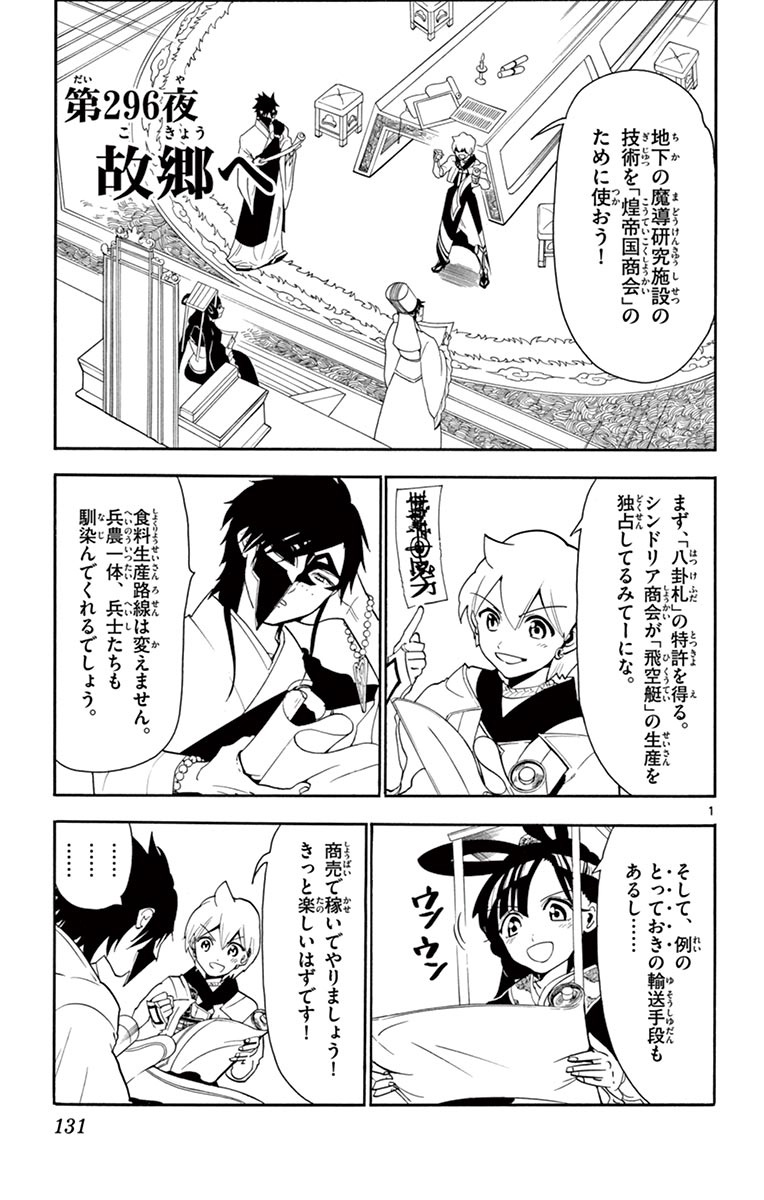 第296夜
故郷へ
地下の魔導研究施設の
技術を「煌帝国商会」の
ために使おう！
まず、「八卦札」の特許を得る。
シンドリア商会が「飛空艇」の生産を
独占してるみてーにな。
食料生産路線は変えません。
兵農一体、兵士たちも
馴染んでくれるでしょう。
1
そして、例の
とっておきの輸送手段も
あるし……
ウンウン
商売で稼いでやりましょう！
きっと楽しいはずです！
……
……
131